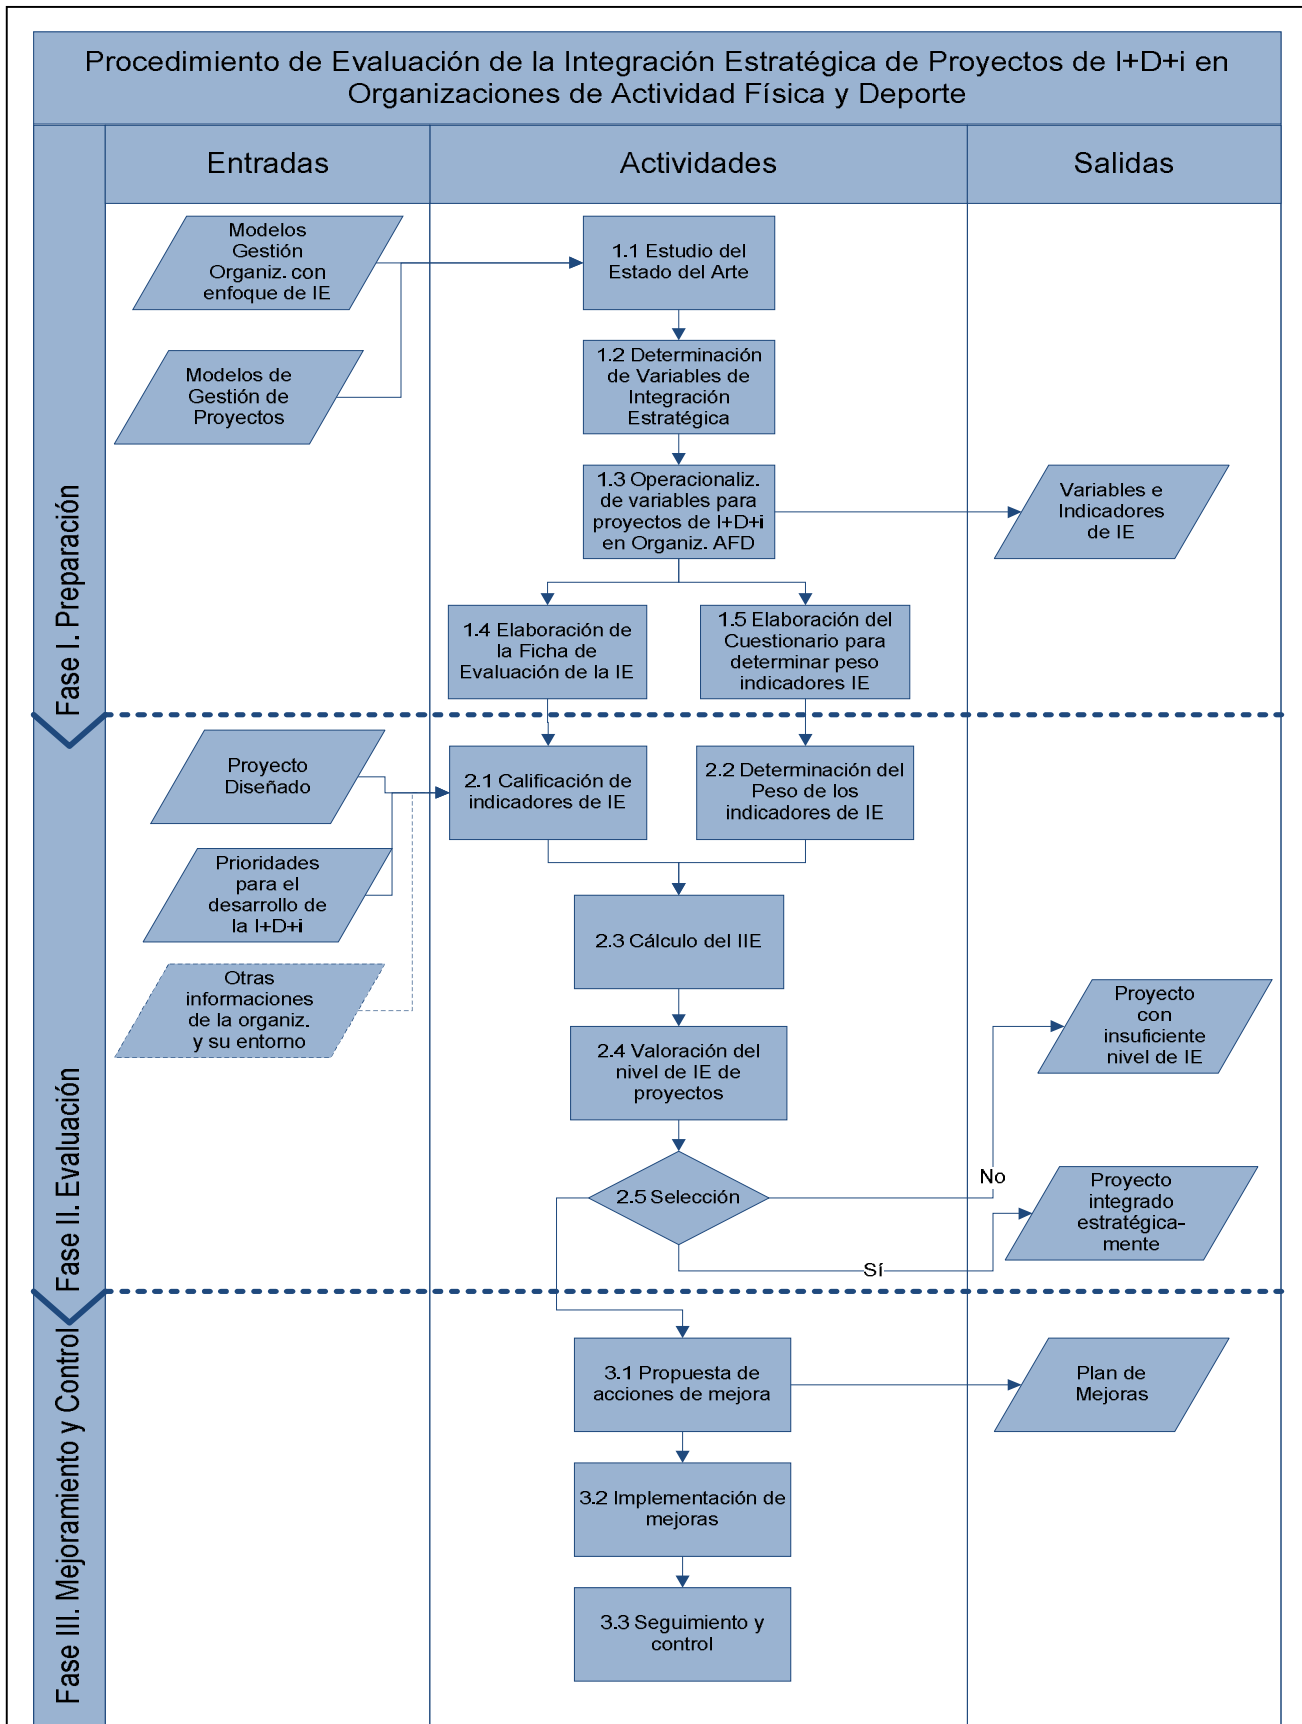 Procedimiento de Evaluación de la Integración Estratégica de Proyectos de I+D+i en
Organizaciones de Actividad Física y Deporte
Entradas
Actividades
Salidas
Fase I. Preparación
Modelos
Gestión
Organiz. con
enfoque de IE
1.1 Estudio del
Estado del Arte
Modelos de
Gestión de
Proyectos
1.2 Determinación
de Variables de
Integración
Estratégica
1.3 Operacionaliz.
de variables para
proyectos de I+D+i
en Organiz. AFD
Variables e
Indicadores
de IE
1.4 Elaboración de
la Ficha de
Evaluación de la IE
1.5 Elaboración del
Cuestionario para
determinar peso
indicadores IE
Fase II. Evaluación
Proyecto
Diseñado
2.1 Calificación de
indicadores de IE
2.2 Determinación del
Peso de los
indicadores de IE
Prioridades
para el
desarrollo de
la I+D+i
2.3 Cálculo del IIE
Otras
informaciones
de la organiz.
y su entorno
Proyecto
con
insuficiente
nivel de IE
2.4 Valoración del
nivel de IE de
proyectos
2.5 Selección
No
Proyecto
integrado
estratégica-
mente
Sí
Fase III. Mejoramiento y Control
3.1 Propuesta de
acciones de mejora
Plan de
Mejoras
3.2 Implementación de
mejoras
3.3 Seguimiento y
control